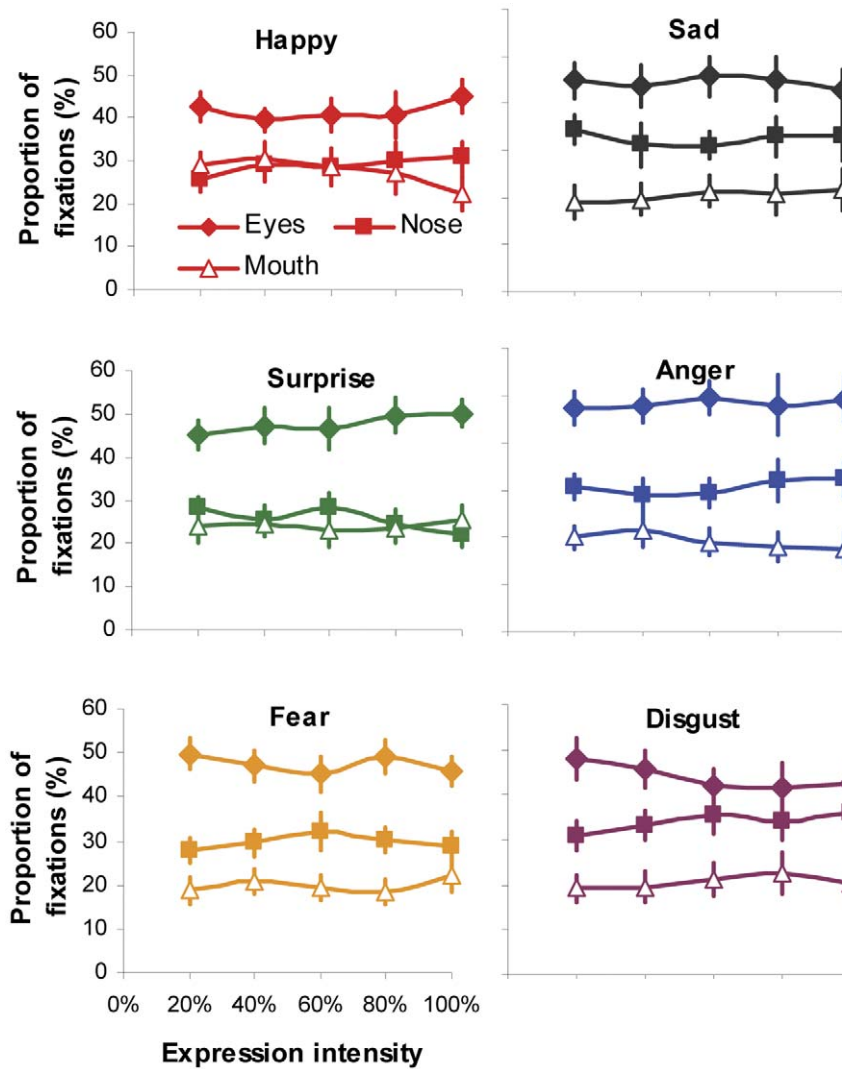 Happy
Sad
Proportion of
fixations (%)
60
50
40
30
20
10
0
Eyes
Nose
Mouth
Surprise
Anger
Proportion of
fixations (%)
60
50
40
30
20
10
0
Fear
Disgust
Proportion of
fixations (%)
60
50
40
30
20
10
0
0% 20% 40% 60% 80% 100%
Expression intensity